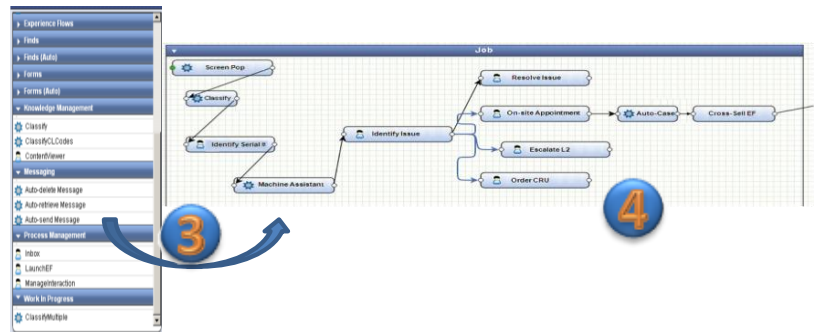 Experience Flows
Finds
Finds (Auto)
Forms
Forms (Auto)
Knowledge Management
Classify
ClassifyCLCodes
ContentViewer
Messaging
Auto-delete Message
Auto-retrieve Message
Auto-send Message
Process Management
Inbox
LaunchEF
ManageInteraction
Work In Progress
ClassifyMultiple
3
Job
Screen Pop
Classify
Identify Serial #
Machine Assistant
Identify Issue
Resolve Issue
On-site Appointment
Auto-Case
Cross-Sell EF
Escalate L2
Order CRU
4